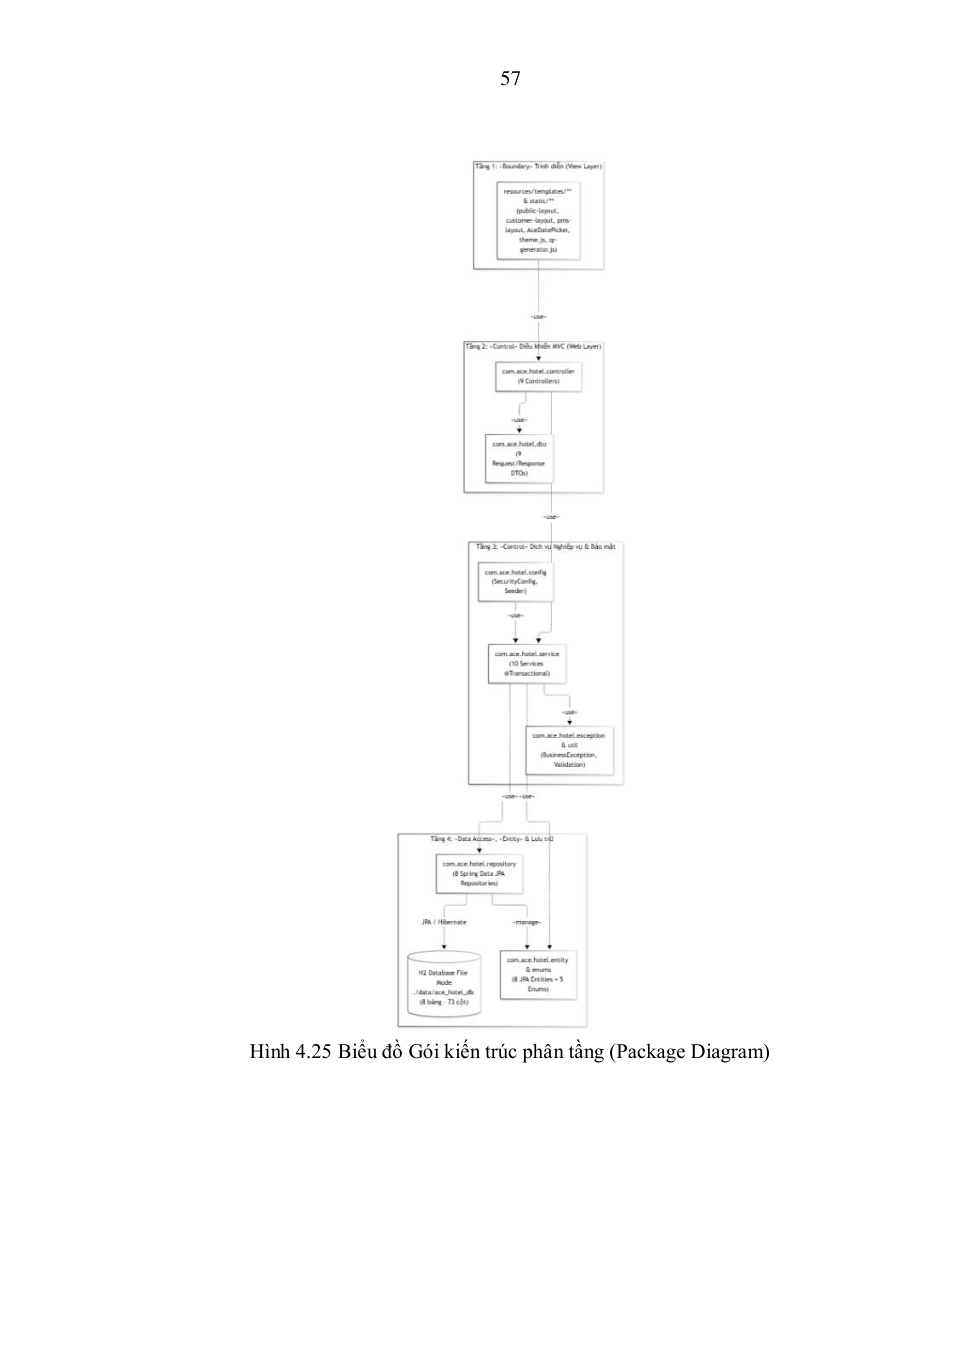 57
Tầng 1: «Boundary» Trình diễn (View Layer)
resources/templates/**
& static/**
(public-layout,
customer-layout, pms-
layout, AceDatePicker,
theme.js, qr-
generator.js)
«use»
Tầng 2: «Control» Điều khiển MVC (Web Layer)
com.ace.hotel.controller
(9 Controllers)
«use»
com.ace.hotel.dto
(9
Request/Response
DTOs)
«use»
Tầng 3: «Control» Dịch vụ Nghiệp vụ & Bảo mật
com.ace.hotel.config
(SecurityConfig,
Seeder)
«use»
com.ace.hotel.service
(10 Services
@Transactional)
«use»
com.ace.hotel.exception
& util
(BusinessException,
Validation)
«use» «use»
Tầng 4: «Data Access», «Entity» & Lưu trữ
com.ace.hotel.repository
(8 Spring Data JPA
Repositories)
JPA / Hibernate
«manage»
H2 Database File
Mode
./data/ace_hotel_db
(8 bảng - 73 cột)
com.ace.hotel.entity
& enums
(8 JPA Entities + 5
Enums)
Hình 4.25 Biểu đồ Gói kiến trúc phân tầng (Package Diagram)